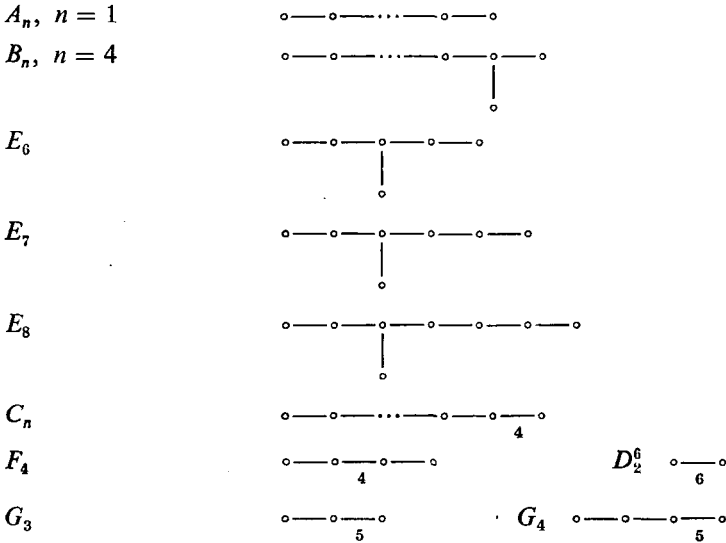 A_n, n = 1
B_n, n = 4
E_6
E_7
E_8
C_n
4
F_4
4
D_2^6
6
G_3
5
G_4
5